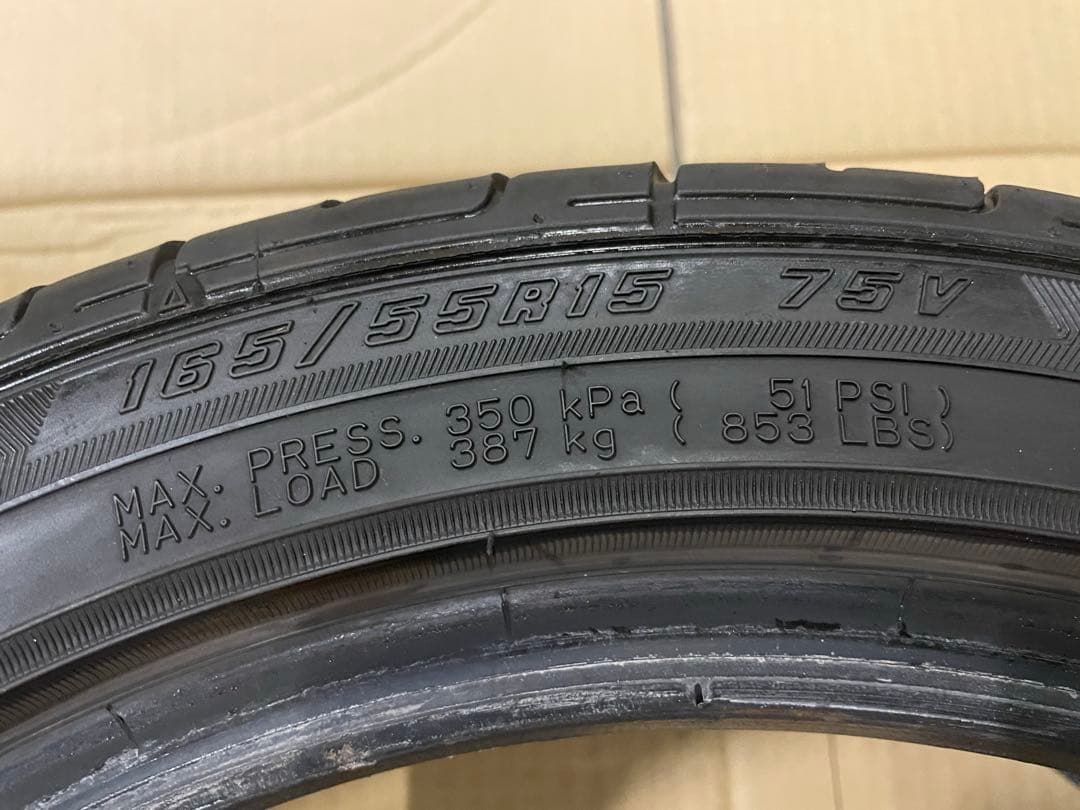 165/55R15 75V
MAX. PRESS. 350 kPa ( 51 PSI )
MAX. LOAD 387 kg ( 853 LBS)